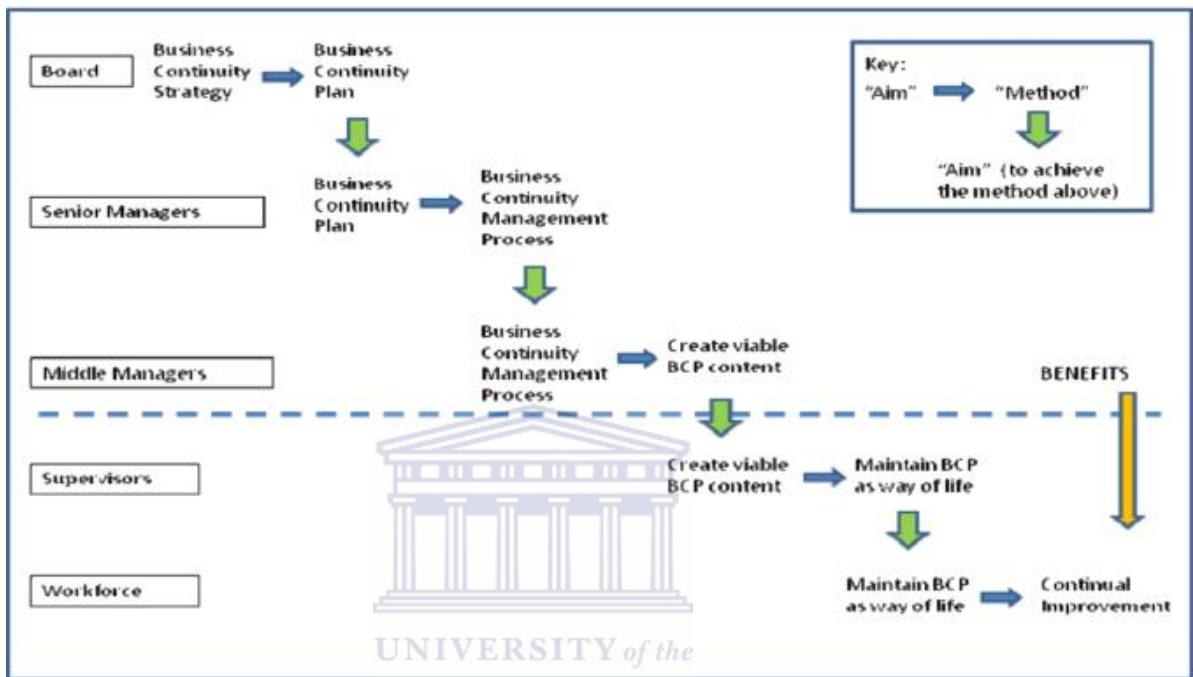 Board
Business
Continuity
Strategy
Business
Continuity
Plan
Key:
"Aim"
"Method"
"Aim" (to achieve
the method above)
Senior Managers
Business
Continuity
Plan
Business
Continuity
Management
Process
Middle Managers
Business
Continuity
Management
Process
Create viable
BCP content
BENEFITS
Supervisors
Create viable
BCP content
Maintain BCP
as way of life
Workforce
Maintain BCP
as way of life
Continual
Improvement
UNIVERSITY of the